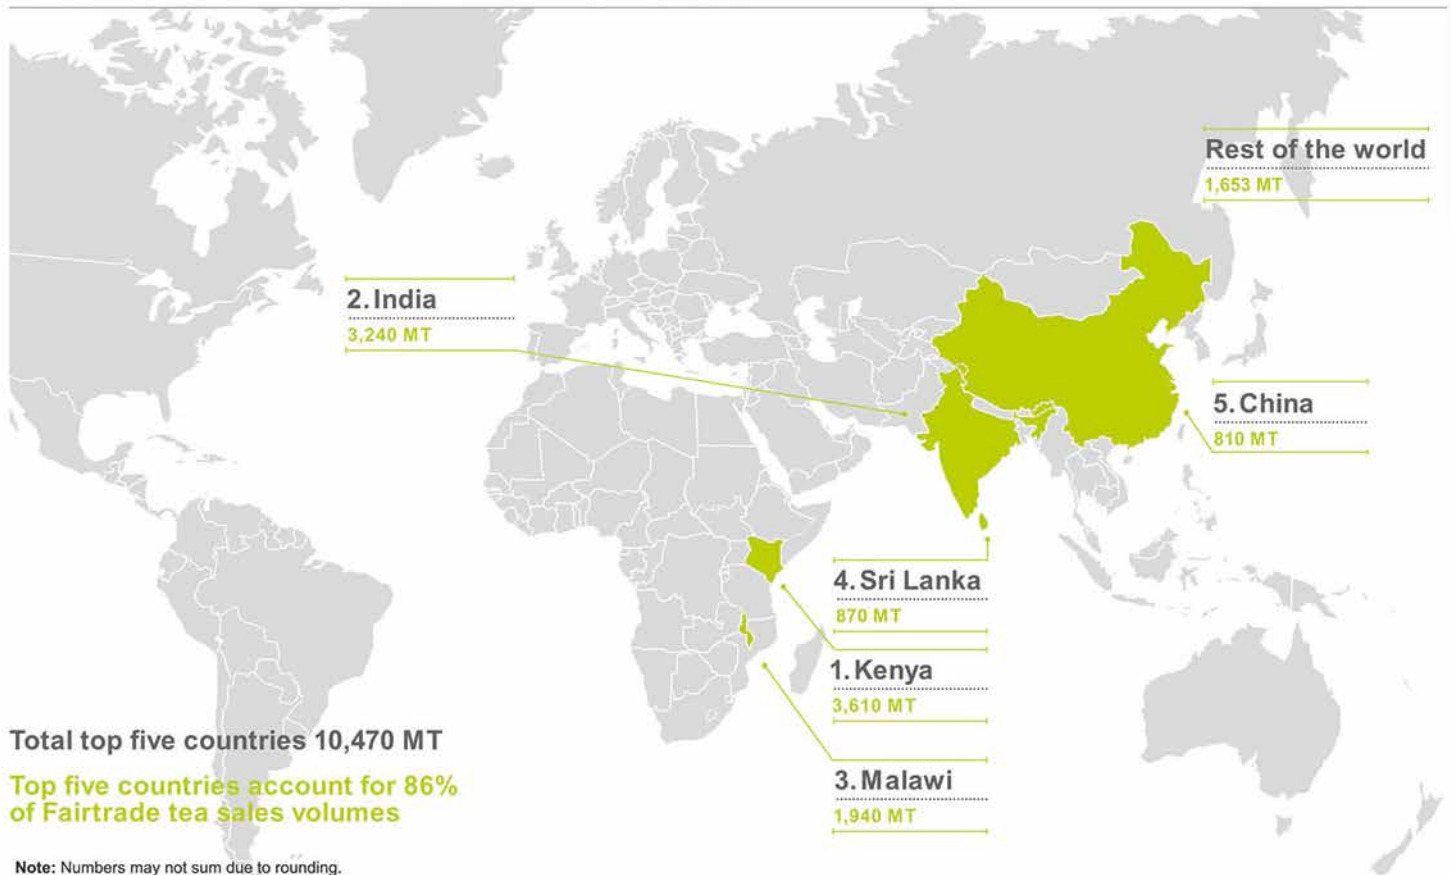 Rest of the world
1,653 MT
2. India
3,240 MT
5. China
810 MT
4. Sri Lanka
870 MT
1. Kenya
3,610 MT
3. Malawi
1,940 MT
Total top five countries 10,470 MT
Top five countries account for 86%
of Fairtrade tea sales volumes
Note: Numbers may not sum due to rounding.